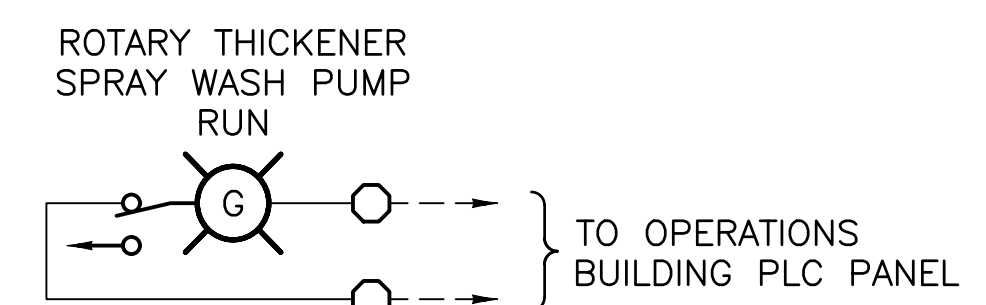 ROTARY THICKENER
SPRAY WASH PUMP
RUN
G
TO OPERATIONS
BUILDING PLC PANEL